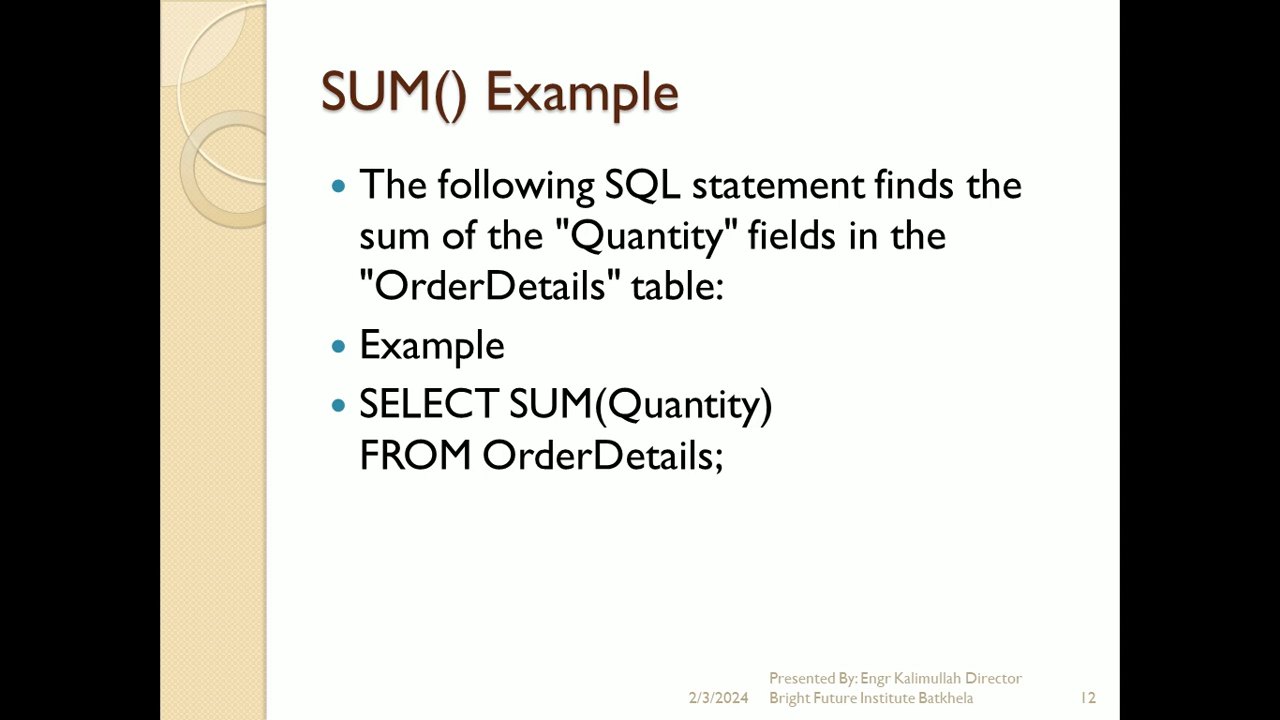 SUM() Example
• The following SQL statement finds the
sum of the "Quantity" fields in the
"OrderDetails" table:
• Example
• SELECT SUM(Quantity)
FROM OrderDetails;
Presented By: Engr Kalimullah Director
2/3/2024 Bright Future Institute Batkhela 12